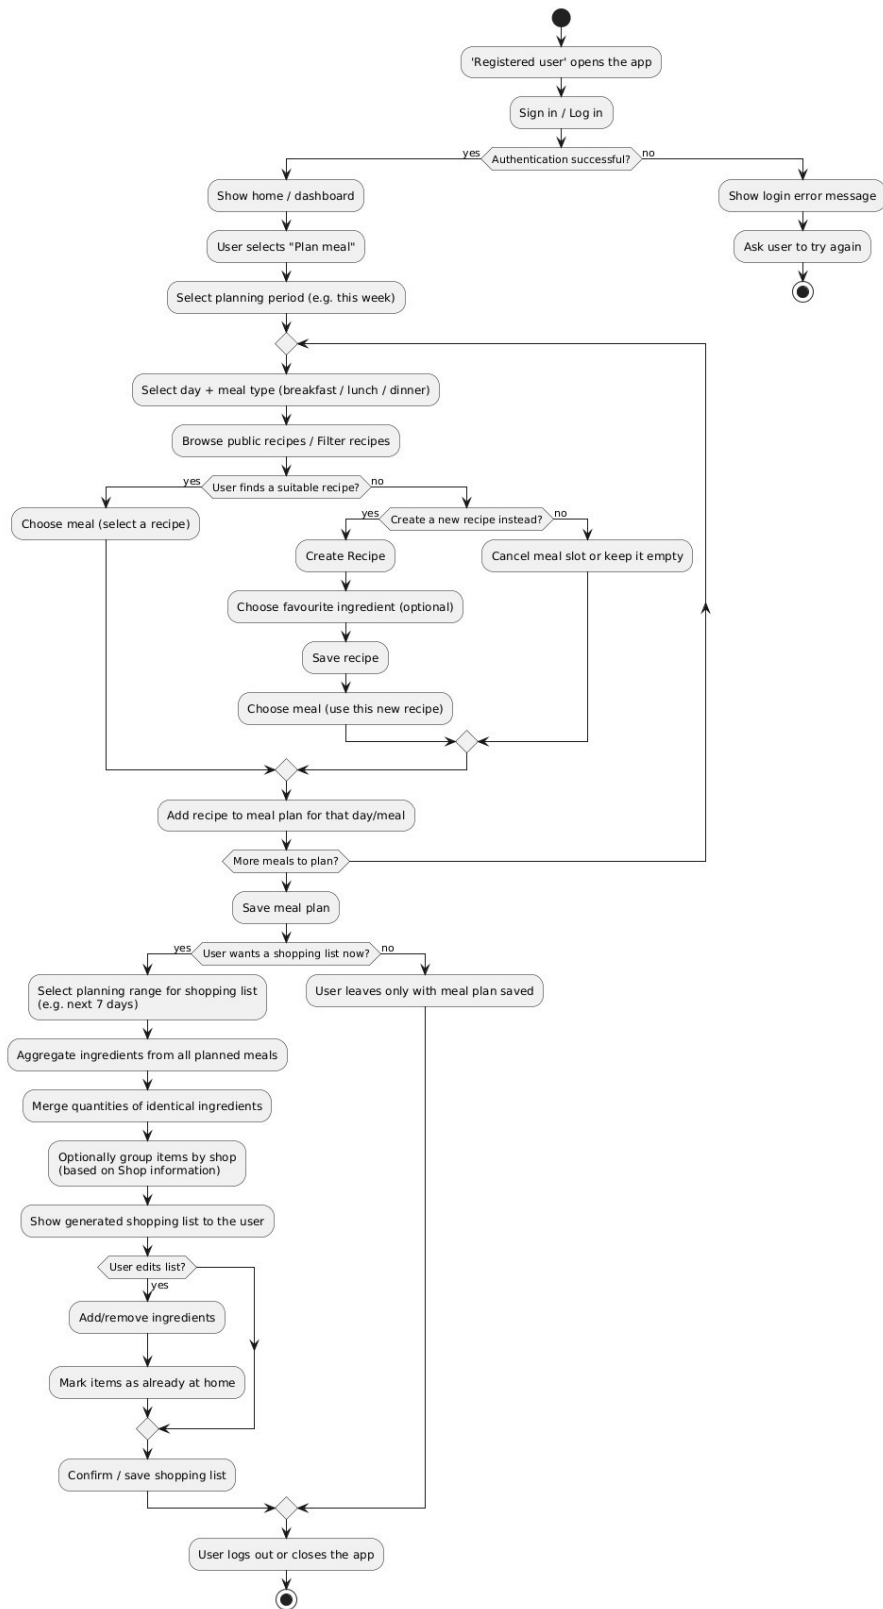 'Registered user' opens the app
Sign in / Log in
yes
Authentication successful?
no
Show home / dashboard
Show login error message
User selects "Plan meal"
Ask user to try again
Select planning period (e.g. this week)
Select day + meal type (breakfast / lunch / dinner)
Browse public recipes / Filter recipes
yes
User finds a suitable recipe?
no
Choose meal (select a recipe)
yes
Create a new recipe instead?
no
Create Recipe
Cancel meal slot or keep it empty
Choose favourite ingredient (optional)
Save recipe
Choose meal (use this new recipe)
Add recipe to meal plan for that day/meal
More meals to plan?
Save meal plan
yes
User wants a shopping list now?
no
Select planning range for shopping list
(e.g. next 7 days)
User leaves only with meal plan saved
Aggregate ingredients from all planned meals
Merge quantities of identical ingredients
Optionally group items by shop
(based on Shop information)
Show generated shopping list to the user
User edits list?
yes
Add/remove ingredients
Mark items as already at home
Confirm / save shopping list
User logs out or closes the app